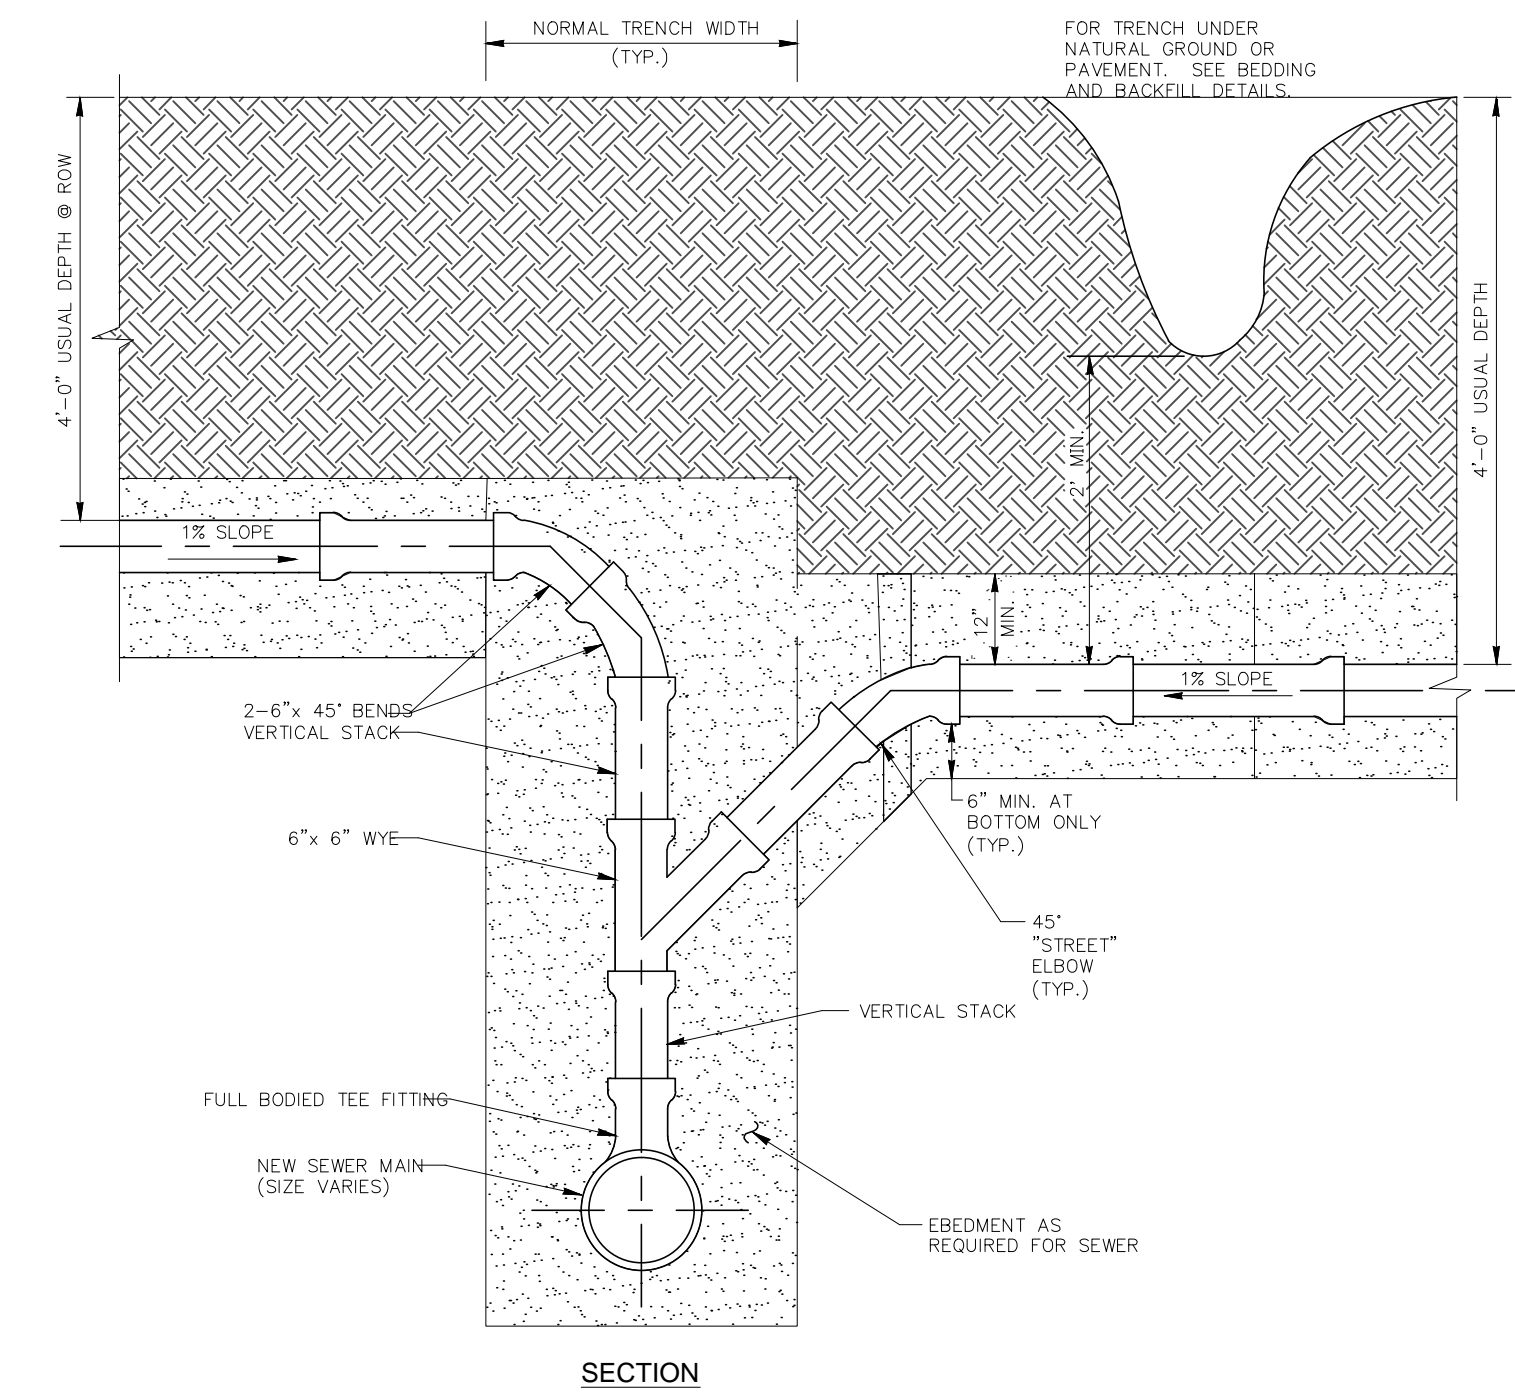 NORMAL TRENCH WIDTH
(TYP.)
FOR TRENCH UNDER
NATURAL GROUND OR
PAVEMENT. SEE BEDDING
AND BACKFILL DETAILS.
4'-0" USUAL DEPTH @ ROW
4'-0" USUAL DEPTH
2' MIN.
1% SLOPE
12"
MIN.
1% SLOPE
2-6"x 45° BENDS
VERTICAL STACK
6" MIN. AT
BOTTOM ONLY
(TYP.)
6"x 6" WYE
45°
"STREET"
ELBOW
(TYP.)
VERTICAL STACK
FULL BODIED TEE FITTING
NEW SEWER MAIN
(SIZE VARIES)
EBEDMENT AS
REQUIRED FOR SEWER
SECTION